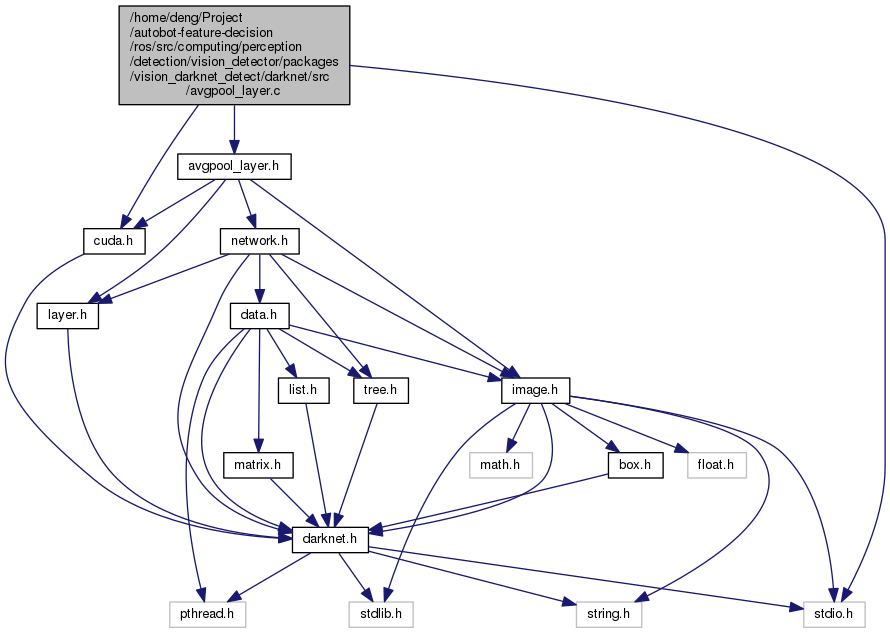 /home/deng/Project
/autobot-feature-decision
/ros/src/computing/perception
/detection/vision_detector/packages
/vision_darknet_detect/darknet/src
/avgpool_layer.c
avgpool_layer.h
cuda.h
network.h
layer.h
data.h
list.h
tree.h
image.h
matrix.h
math.h
box.h
float.h
darknet.h
pthread.h
stdlib.h
string.h
stdio.h